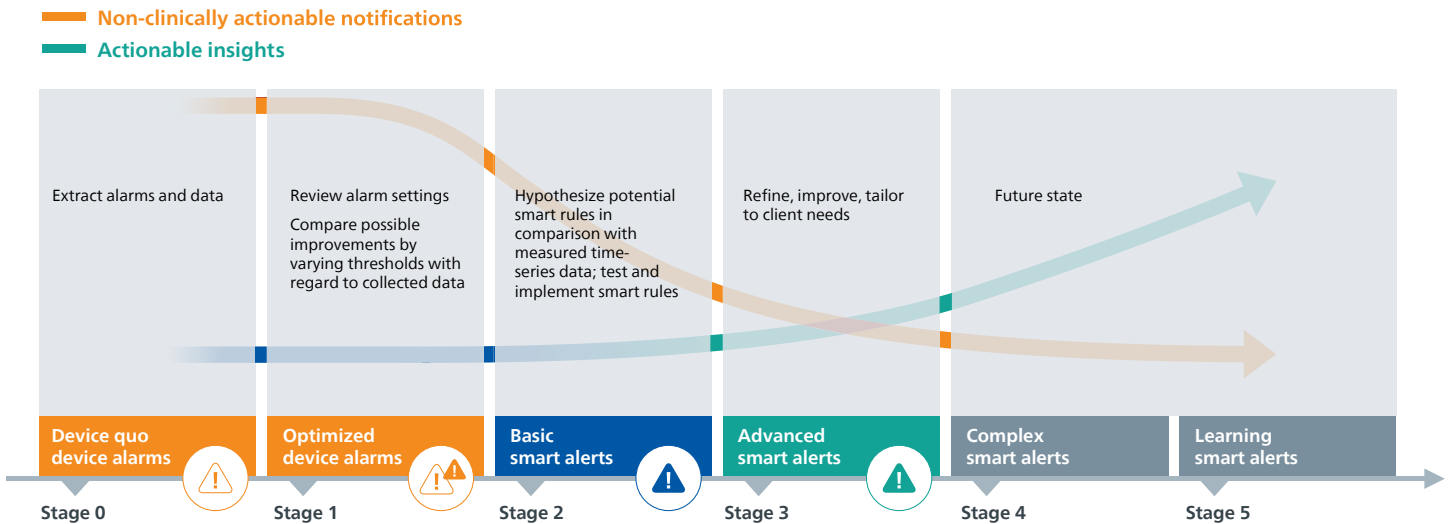 Non-clinically actionable notifications
Actionable insights
Extract alarms and data
Review alarm settings
Compare possible
improvements by
varying thresholds with
regard to collected data
Hypothesize potential
smart rules in
comparison with
measured time-
series data; test and
implement smart rules
Refine, improve, tailor
to client needs
Future state
Device quo
device alarms
Optimized
device alarms
Basic
smart alerts
Advanced
smart alerts
Complex
smart alerts
Learning
smart alerts
Stage 0
Stage 1
Stage 2
Stage 3
Stage 4
Stage 5